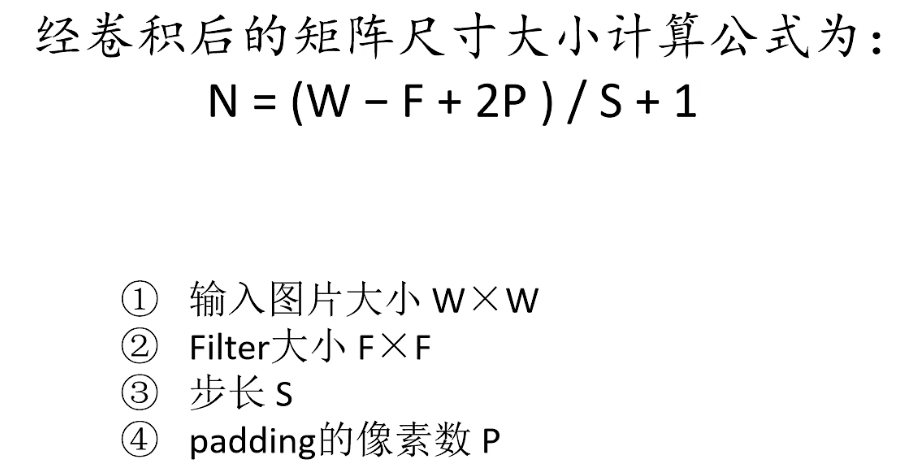 经卷积后的矩阵尺寸大小计算公式为：
N = (W − F + 2P ) / S + 1
① 输入图片大小 W×W
② Filter大小 F×F
③ 步长 S
④ padding的像素数 P